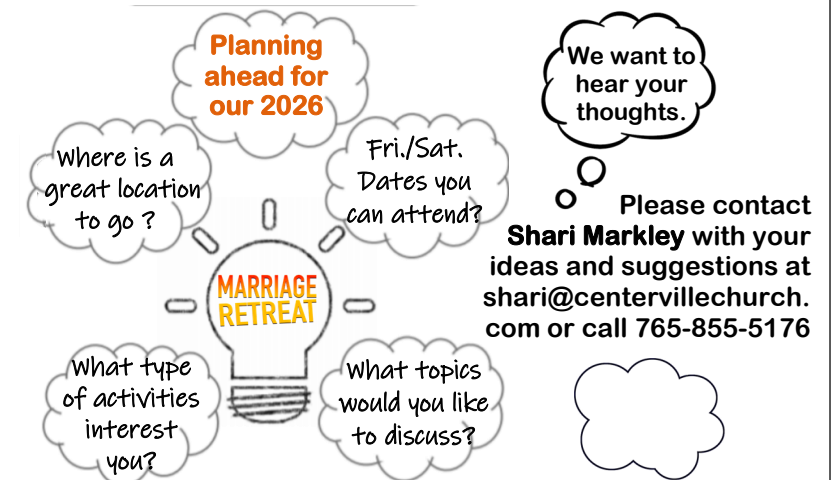 Planning
ahead for
our 2026
We want to
hear your
thoughts.
Where is a
great location
to go ?
Fri./Sat.
Dates you
can attend?
MARRIAGE
RETREAT
Please contact
Shari Markley with your
ideas and suggestions at
shari@centervillechurch.
com or call 765-855-5176
What type
of activities
interest
you?
What topics
would you like
to discuss?